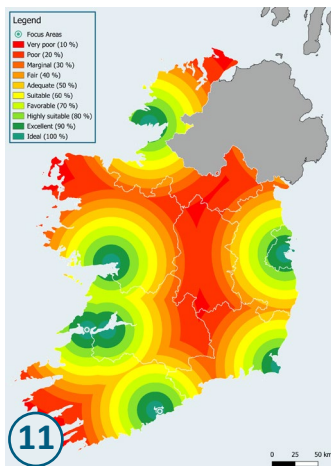 Legend
Focus Areas
Very poor (10 %)
Poor (20 %)
Marginal (30 %)
Fair (40 %)
Adequate (50 %)
Suitable (60 %)
Favorable (70 %)
Highly suitable (80 %)
Excellent (90 %)
Ideal (100 %)
11
0 25 50 km